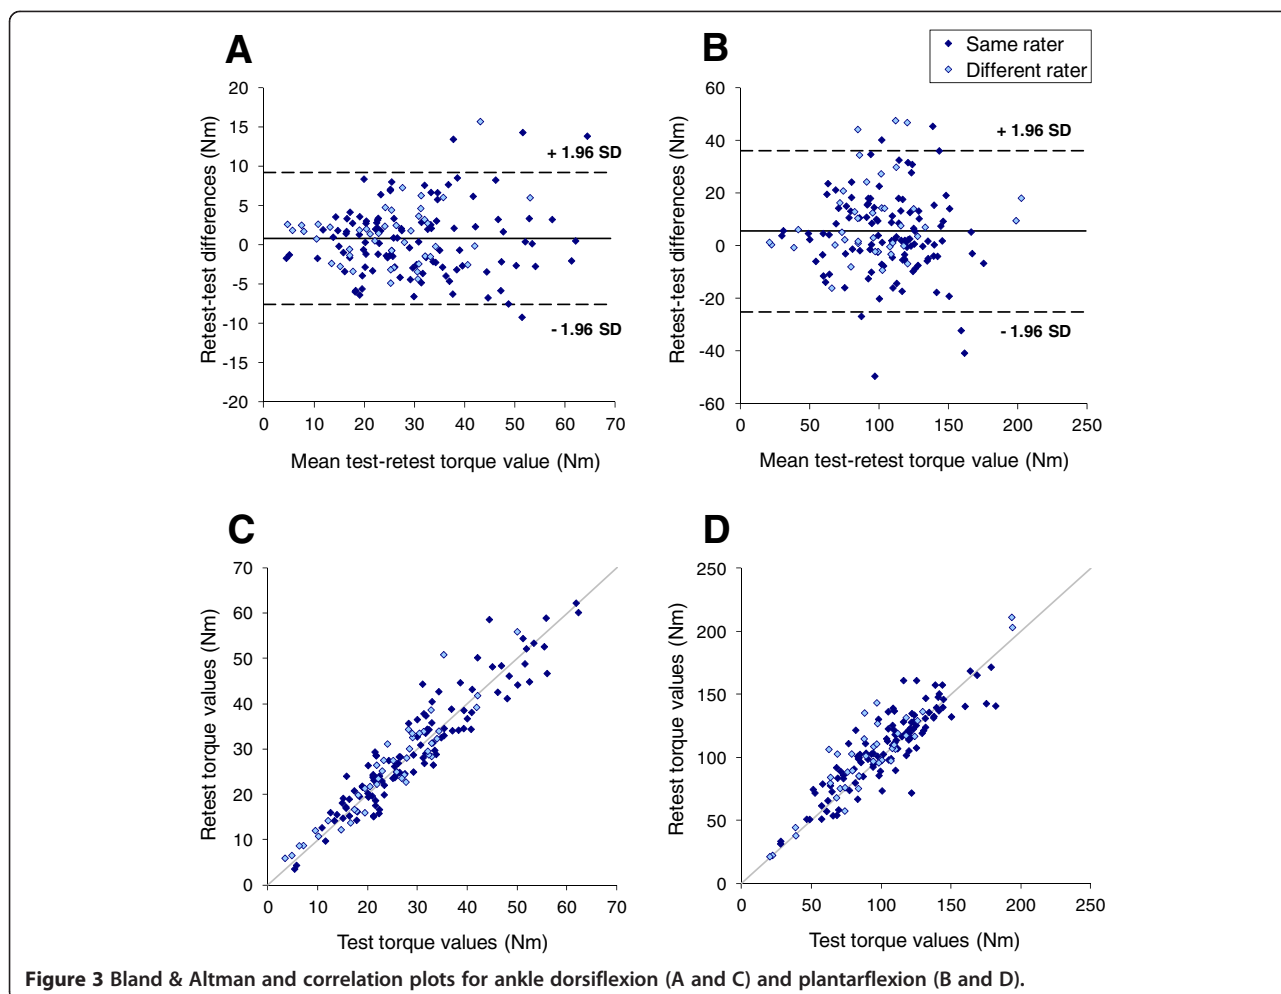 A
B
Same rater
Different rater
20
15
10
5
0
-5
-10
-15
-20
Retest-test differences (Nm)
+ 1.96 SD
- 1.96 SD
0 10 20 30 40 50 60 70
Mean test-retest torque value (Nm)
60
40
20
0
-20
-40
-60
Retest-test differences (Nm)
+ 1.96 SD
- 1.96 SD
0 50 100 150 200 250
Mean test-retest torque value (Nm)
C
D
70
60
50
40
30
20
10
0
Retest torque values (Nm)
0 10 20 30 40 50 60 70
Test torque values (Nm)
250
200
150
100
50
0
Retest torque values (Nm)
0 50 100 150 200 250
Test torque values (Nm)
Figure 3 Bland & Altman and correlation plots for ankle dorsiflexion (A and C) and plantarflexion (B and D).